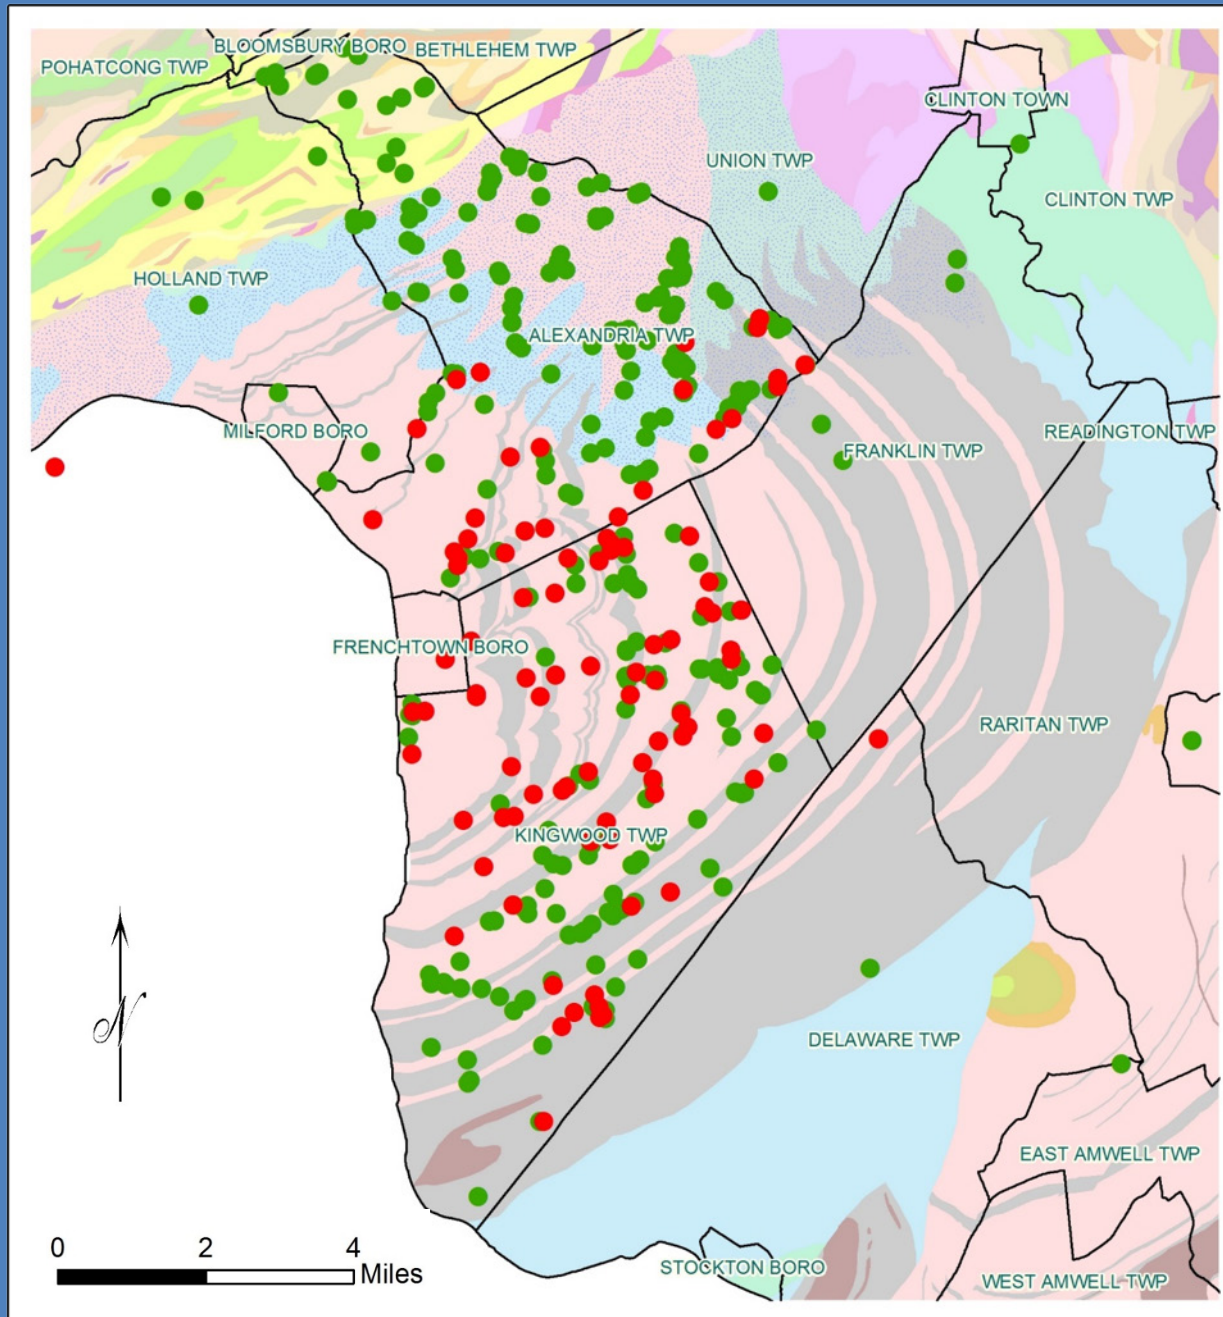 BLOOMSBURY BORO
BETHLEHEM TWP
POHATCONG TWP
CLINTON TOWN
UNION TWP
CLINTON TWP
HOLLAND TWP
ALEXANDRIA TWP
MILFORD BORO
READINGTON TWP
FRANKLIN TWP
FRENCHTOWN BORO
RARITAN TWP
KINGWOOD TWP
N
DELAWARE TWP
EAST AMWELL TWP
0 2 4
Miles
STOCKTON BORO
WEST AMWELL TWP